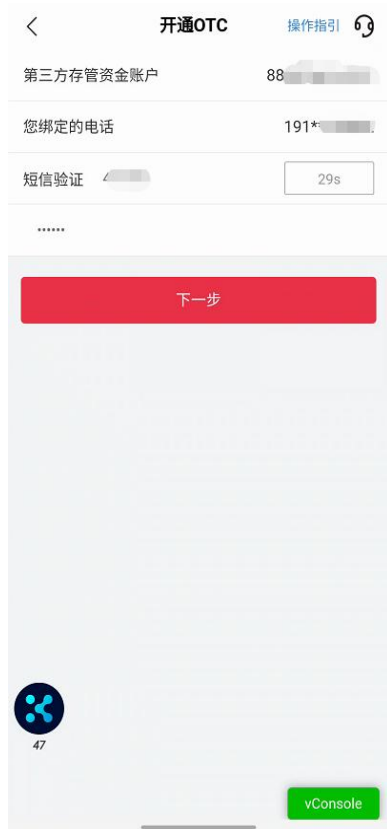 开通OTC 操作指引
第三方存管资金账户 88
您绑定的电话 191*
短信验证 29s
••••••
下一步
47
vConsole